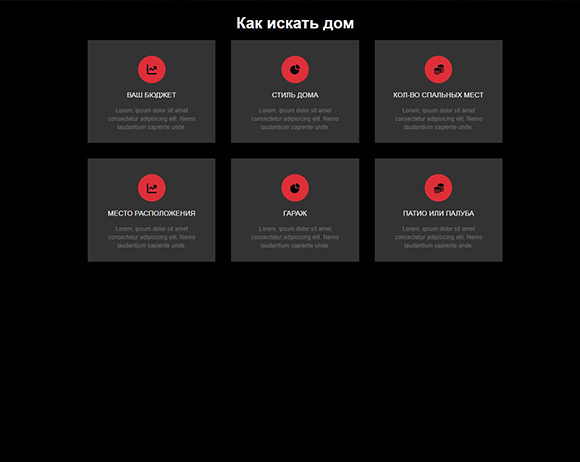 Как искать дом
ВАШ БЮДЖЕТ
Lorem, ipsum dolor sit amet
consectetur adipisicing elit. Nemo
laudantium sapiente unde.
СТИЛЬ ДОМА
Lorem, ipsum dolor sit amet
consectetur adipisicing elit. Nemo
laudantium sapiente unde.
КОЛ-ВО СПАЛЬНЫХ МЕСТ
Lorem, ipsum dolor sit amet
consectetur adipisicing elit. Nemo
laudantium sapiente unde.
МЕСТО РАСПОЛОЖЕНИЯ
Lorem, ipsum dolor sit amet
consectetur adipisicing elit. Nemo
laudantium sapiente unde.
ГАРАЖ
Lorem, ipsum dolor sit amet
consectetur adipisicing elit. Nemo
laudantium sapiente unde.
ПАТИО ИЛИ ПАЛУБА
Lorem, ipsum dolor sit amet
consectetur adipisicing elit. Nemo
laudantium sapiente unde.